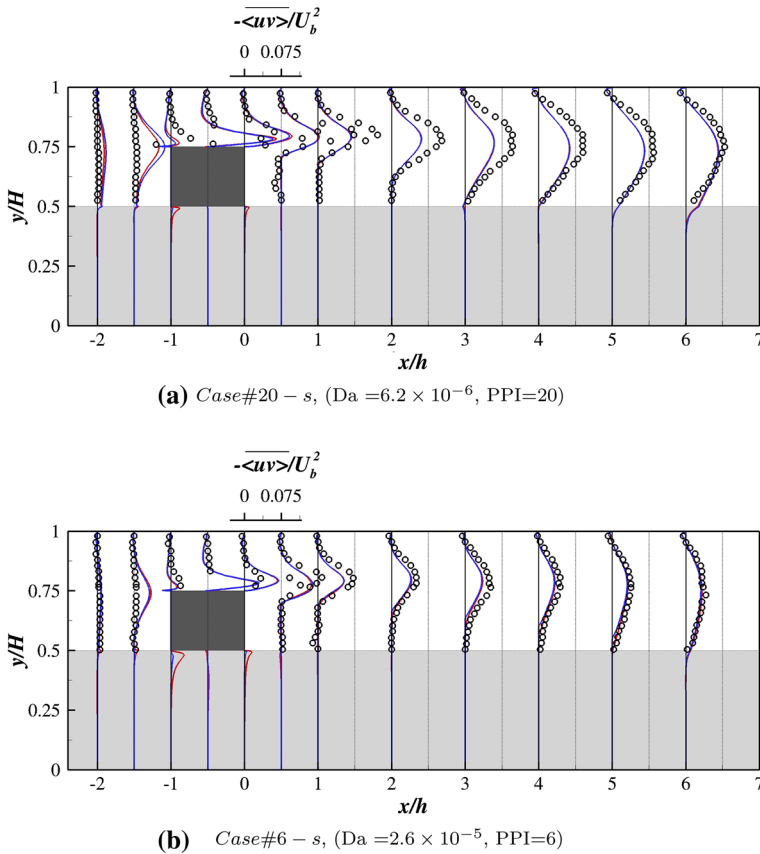 -<uv>/U_b^2
0 0.075
1
0.75
0.5
0.25
0
y/H
-2 -1 0 1 2 3 4 5 6 7
x/h
(a) Case#20 − s, (Da =6.2 × 10^−6, PPI=20)
-<uv>/U_b^2
0 0.075
1
0.75
0.5
0.25
0
y/H
-2 -1 0 1 2 3 4 5 6 7
x/h
(b) Case#6 − s, (Da =2.6 × 10^−5, PPI=6)